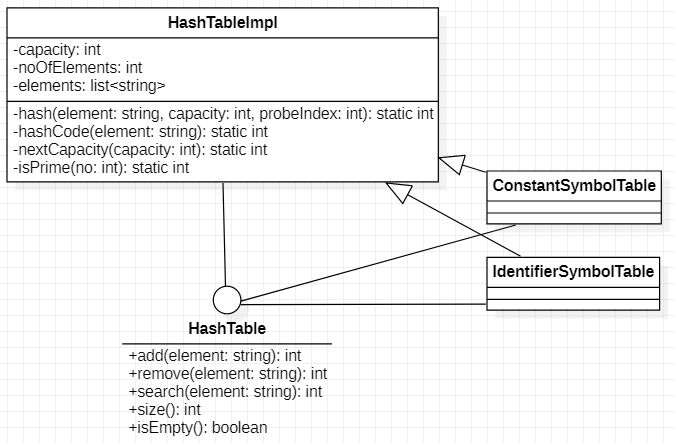 HashTableImpl
-capacity: int
-noOfElements: int
-elements: list<string>
-hash(element: string, capacity: int, probeIndex: int): static int
-hashCode(element: string): static int
-nextCapacity(capacity: int): static int
-isPrime(no: int): static int
ConstantSymbolTable
IdentifierSymbolTable
HashTable
+add(element: string): int
+remove(element: string): int
+search(element: string): int
+size(): int
+isEmpty(): boolean